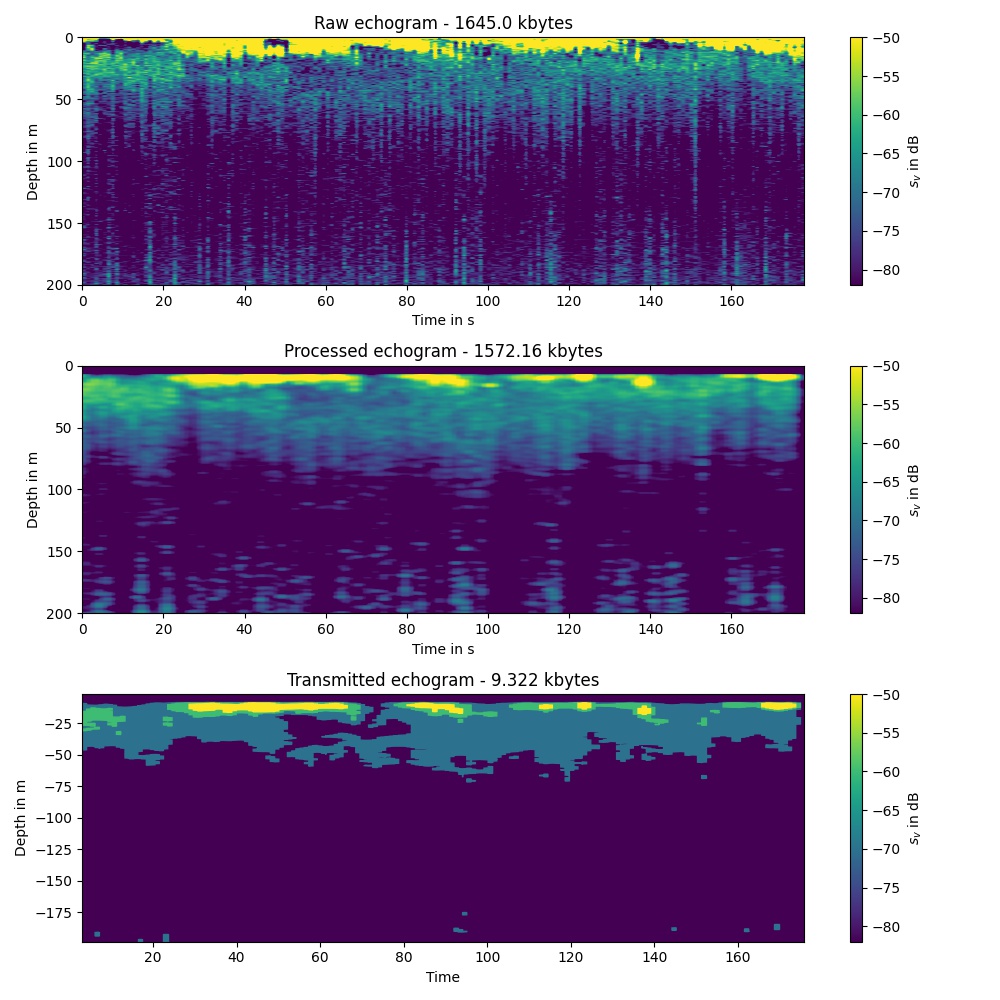 Raw echogram - 1645.0 kbytes
0
50
100
150
200
Depth in m
0 20 40 60 80 100 120 140 160
Time in s
−50
−55
−60
−65
−70
−75
−80
s_v in dB
Processed echogram - 1572.16 kbytes
0
50
100
150
200
Depth in m
0 20 40 60 80 100 120 140 160
Time in s
−50
−55
−60
−65
−70
−75
−80
s_v in dB
Transmitted echogram - 9.322 kbytes
−25
−50
−75
−100
−125
−150
−175
Depth in m
20 40 60 80 100 120 140 160
Time
−50
−55
−60
−65
−70
−75
−80
s_v in dB